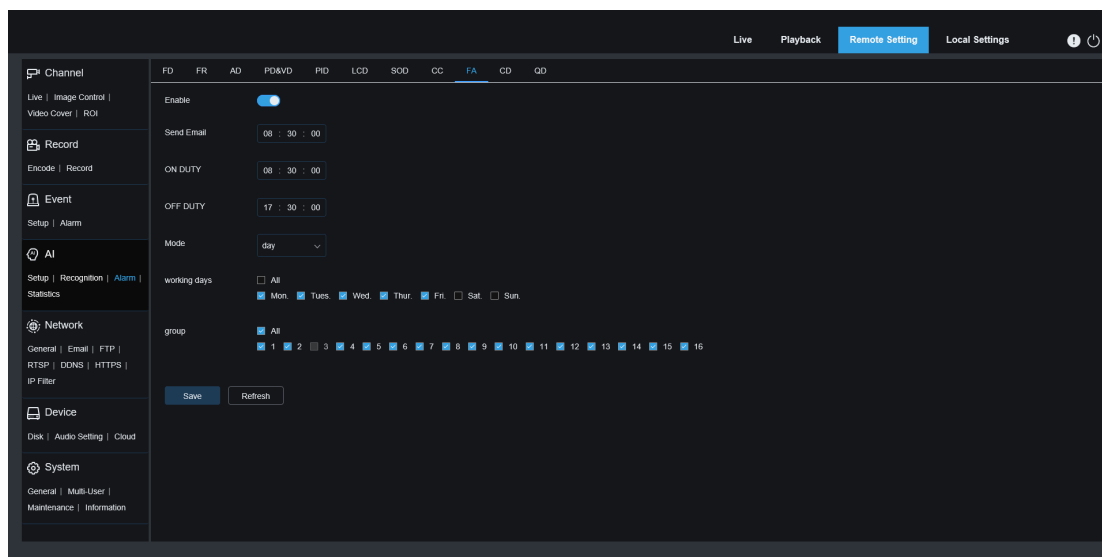 Live Playback Remote Setting Local Settings
Channel
Live | Image Control |
Video Cover | ROI
Record
Encode | Record
Event
Setup | Alarm
AI
Setup | Recognition | Alarm |
Statistics
Network
General | Email | FTP |
RTSP | DDNS | HTTPS |
IP Filter
Device
Disk | Audio Setting | Cloud
System
General | Multi-User |
Maintenance | Information
FD FR AD PD&VD PID LCD SOD CC FA CD QD
Enable
Send Email 08 : 30 : 00
ON DUTY 08 : 30 : 00
OFF DUTY 17 : 30 : 00
Mode day
working days All
Mon. Tues. Wed. Thur. Fri. Sat. Sun.
group All
1 2 3 4 5 6 7 8 9 10 11 12 13 14 15 16
Save Refresh